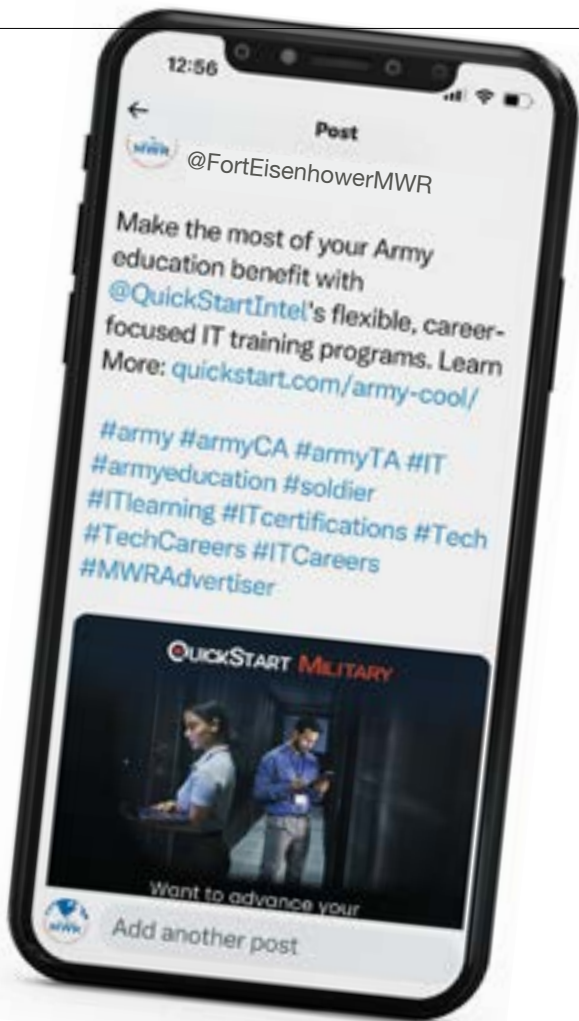 12:56
Post
MWR
@FortEisenhowerMWR
Make the most of your Army
education benefit with
@QuickStartIntel's flexible, career-
focused IT training programs. Learn
More: quickstart.com/army-cool/
#army #armyCA #armyTA #IT
#armyeducation #soldier
#ITlearning #ITcertifications #Tech
#TechCareers #ITCareers
#MWRAdvertiser
QUICKSTART MILITARY
Want to advance your
MWR
Add another post